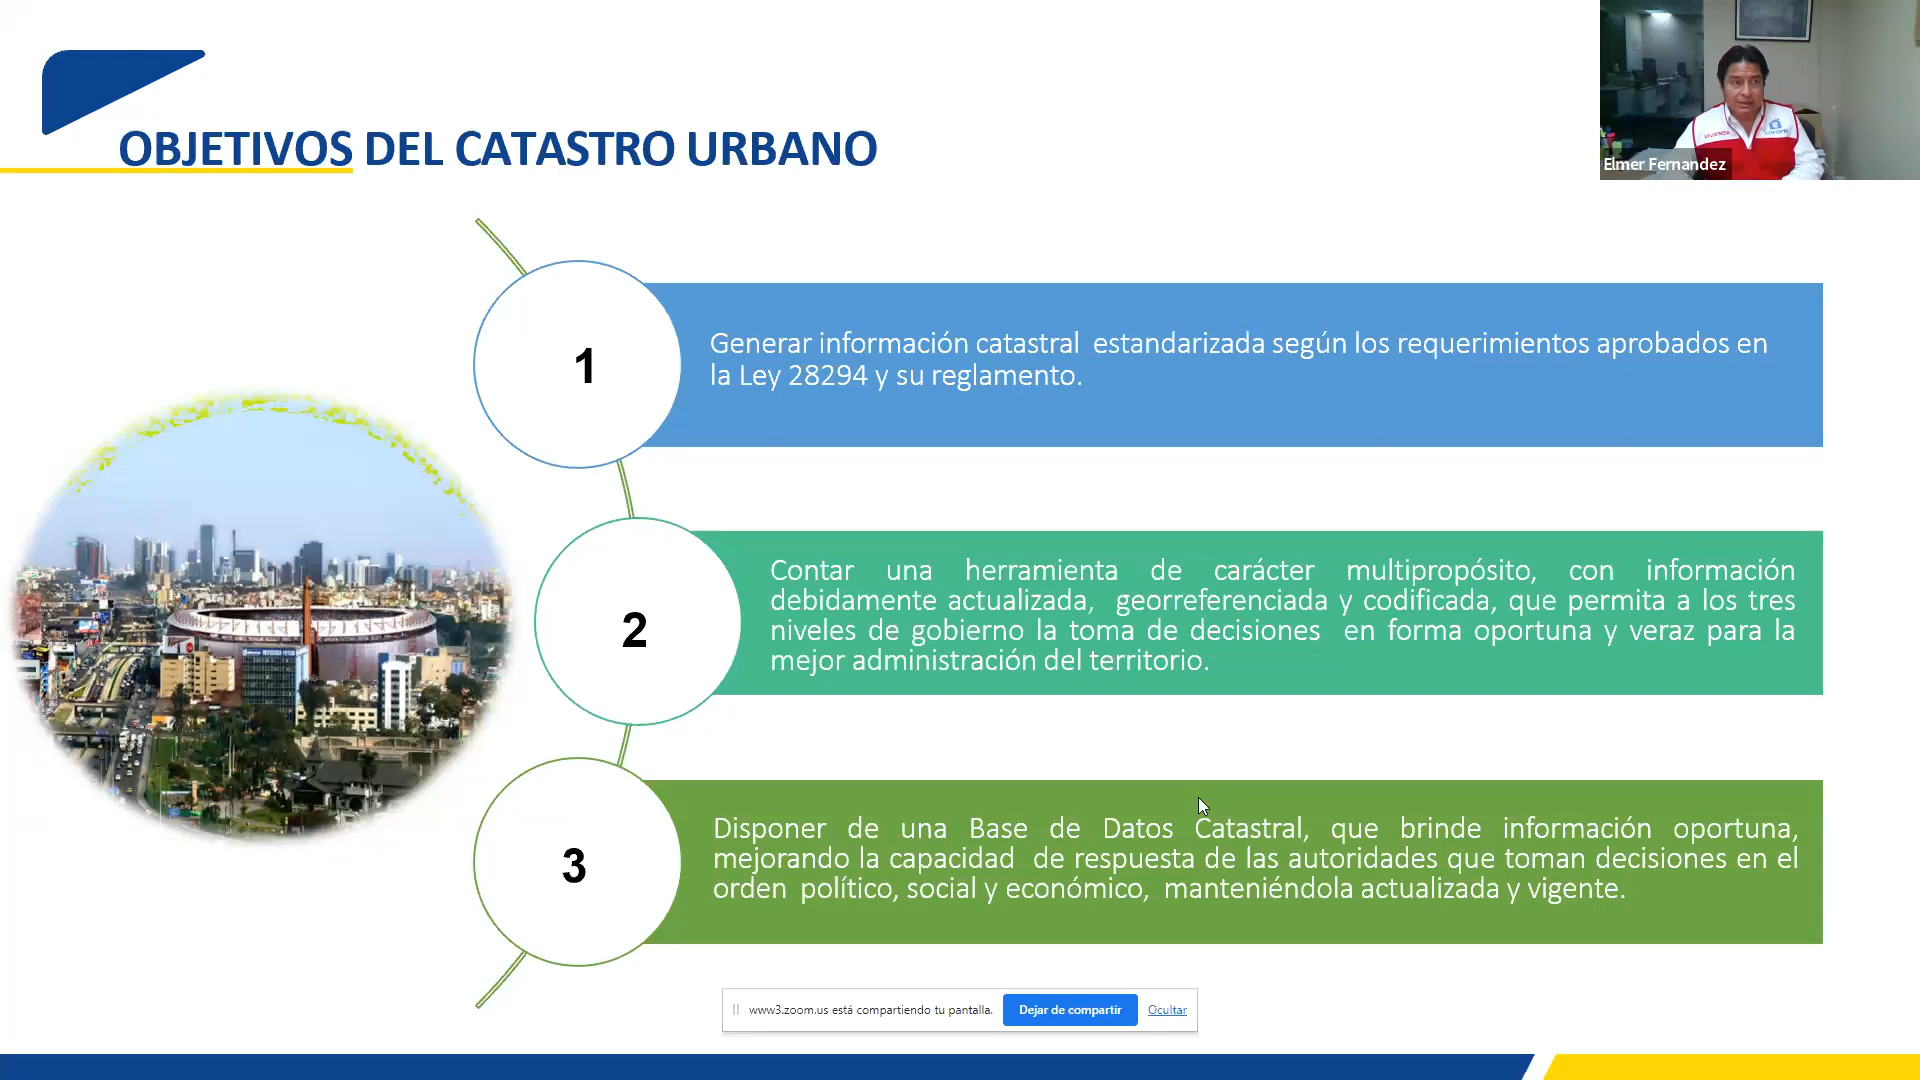 OBJETIVOS DEL CATASTRO URBANO
VIVIENDA
COFOPRI
Elmer Fernandez
1
Generar información catastral estandarizada según los requerimientos aprobados en
la Ley 28294 y su reglamento.
2
Contar una herramienta de carácter multipropósito, con información
debidamente actualizada, georreferenciada y codificada, que permita a los tres
niveles de gobierno la toma de decisiones en forma oportuna y veraz para la
mejor administración del territorio.
3
Disponer de una Base de Datos Catastral, que brinde información oportuna,
mejorando la capacidad de respuesta de las autoridades que toman decisiones en el
orden político, social y económico, manteniéndola actualizada y vigente.
www3.zoom.us está compartiendo tu pantalla.
Dejar de compartir
Ocultar